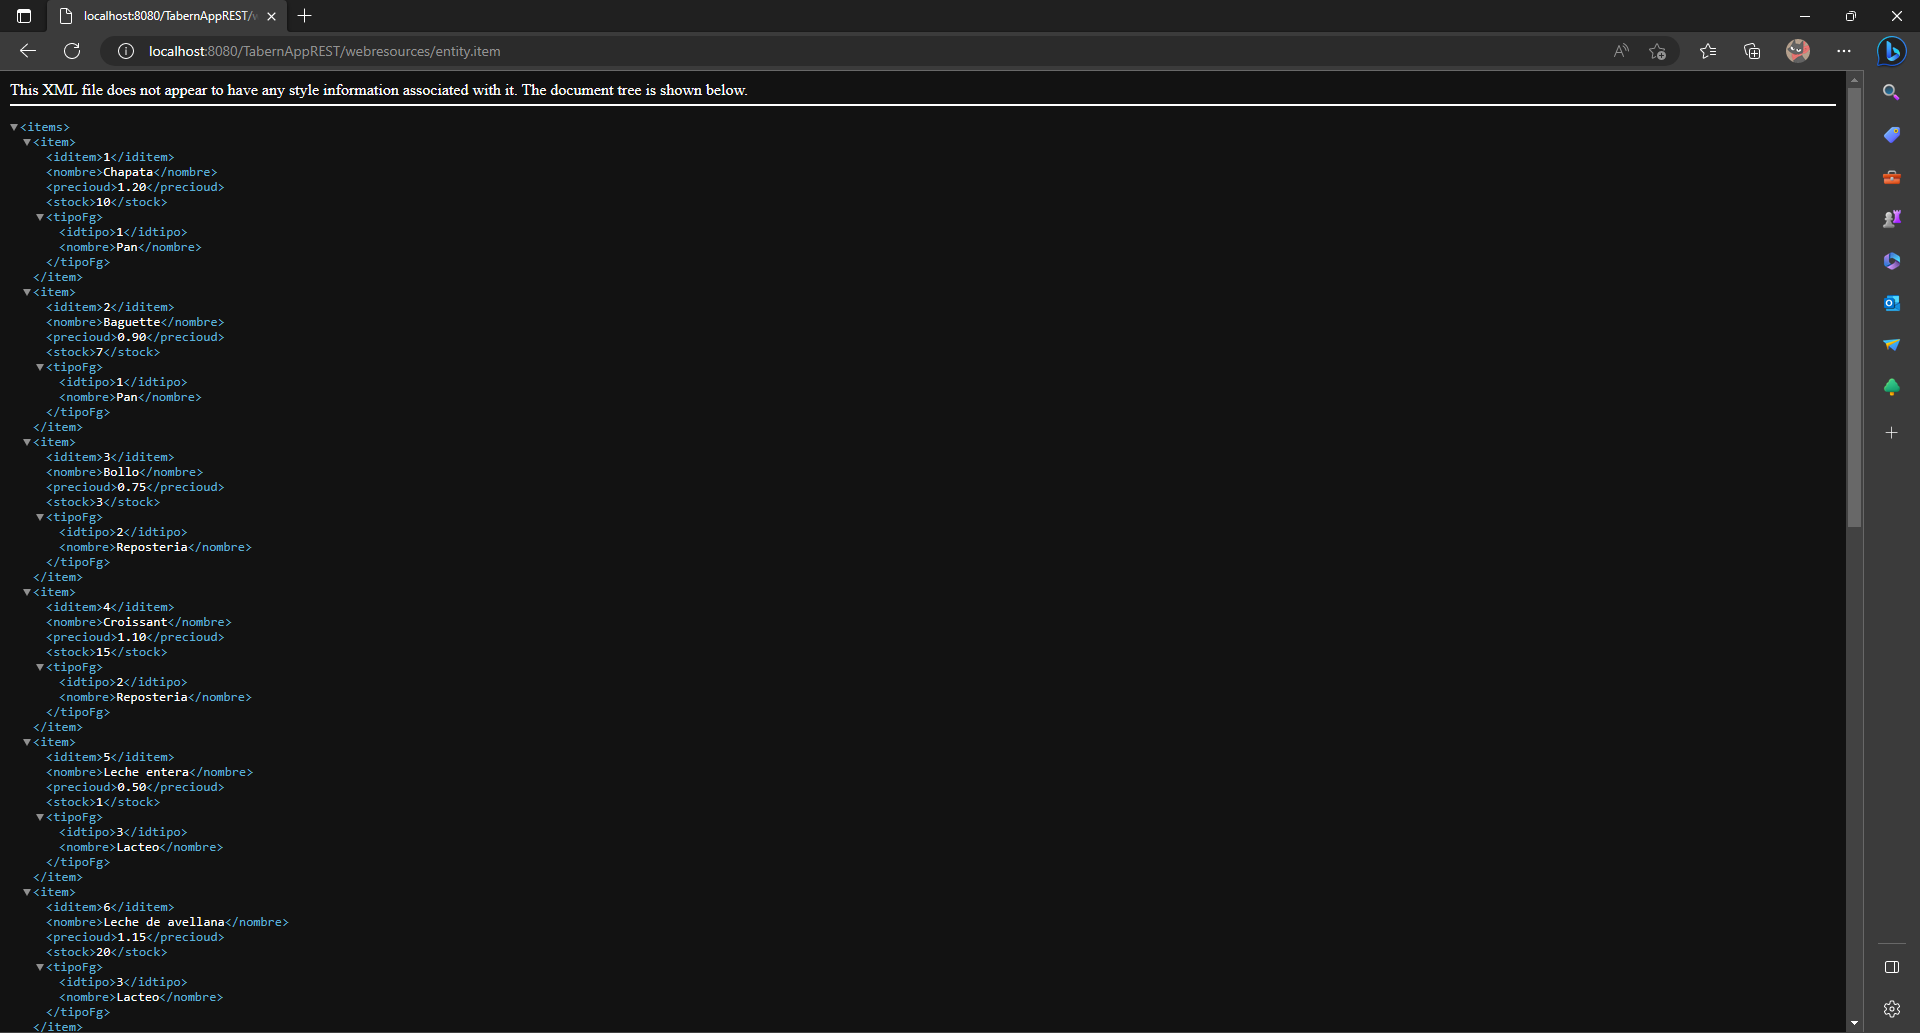 localhost:8080/TabernAppREST/w
localhost:8080/TabernAppREST/webresources/entity.item
This XML file does not appear to have any style information associated with it. The document tree is shown below.
▼<items>
▼<item>
<iditem>1</iditem>
<nombre>Chapata</nombre>
<precioud>1.20</precioud>
<stock>10</stock>
▼<tipoFg>
<idtipo>1</idtipo>
<nombre>Pan</nombre>
</tipoFg>
</item>
▼<item>
<iditem>2</iditem>
<nombre>Baguette</nombre>
<precioud>0.90</precioud>
<stock>7</stock>
▼<tipoFg>
<idtipo>1</idtipo>
<nombre>Pan</nombre>
</tipoFg>
</item>
▼<item>
<iditem>3</iditem>
<nombre>Bollo</nombre>
<precioud>0.75</precioud>
<stock>3</stock>
▼<tipoFg>
<idtipo>2</idtipo>
<nombre>Reposteria</nombre>
</tipoFg>
</item>
▼<item>
<iditem>4</iditem>
<nombre>Croissant</nombre>
<precioud>1.10</precioud>
<stock>15</stock>
▼<tipoFg>
<idtipo>2</idtipo>
<nombre>Reposteria</nombre>
</tipoFg>
</item>
▼<item>
<iditem>5</iditem>
<nombre>Leche entera</nombre>
<precioud>0.50</precioud>
<stock>1</stock>
▼<tipoFg>
<idtipo>3</idtipo>
<nombre>Lacteo</nombre>
</tipoFg>
</item>
▼<item>
<iditem>6</iditem>
<nombre>Leche de avellana</nombre>
<precioud>1.15</precioud>
<stock>20</stock>
▼<tipoFg>
<idtipo>3</idtipo>
<nombre>Lacteo</nombre>
</tipoFg>
</item>